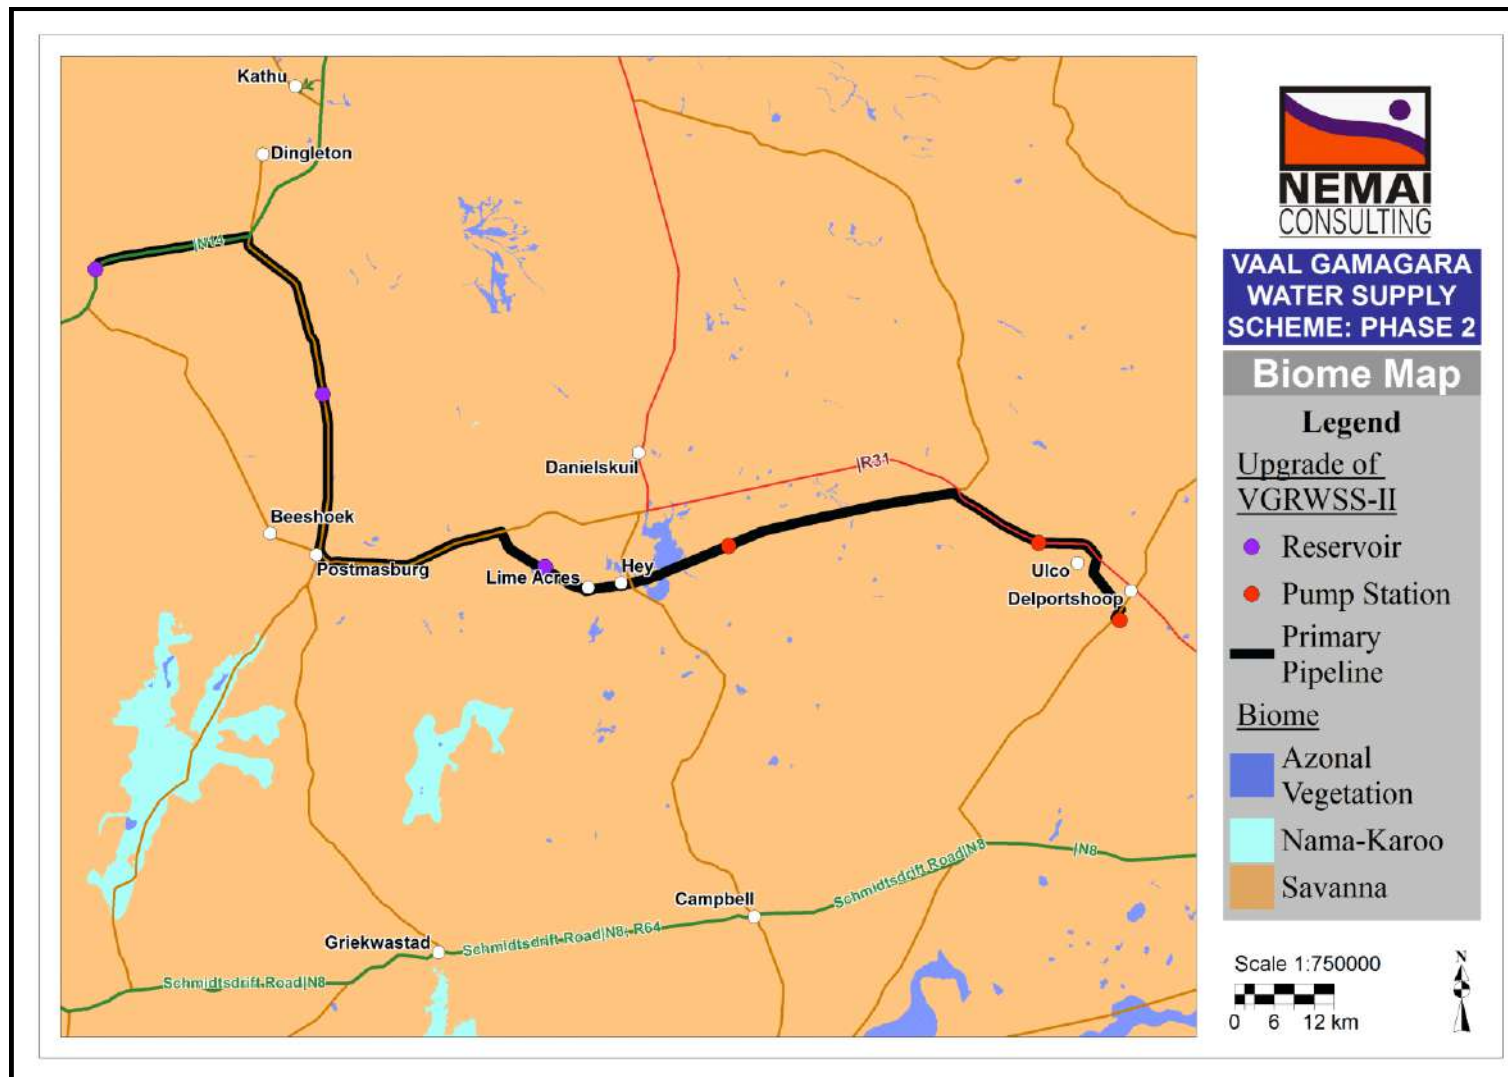 Kathu
Dingleton
|N14
Danielskuil
|R31
Beeshoek
Postmasburg
Lime Acres
Hey
Ulco
Delportshoop
Campbell
Schmidtsdrift Road|N8
|N8
Griekwastad
Schmidtsdrift Road|N8; R64
Schmidtsdrift Road|N8
NEMAI
CONSULTING
VAAL GAMAGARA
WATER SUPPLY
SCHEME: PHASE 2
Biome Map
Legend
Upgrade of
VGRWSS-II
Reservoir
Pump Station
Primary
Pipeline
Biome
Azonal
Vegetation
Nama-Karoo
Savanna
Scale 1:750000
0 6 12 km
N